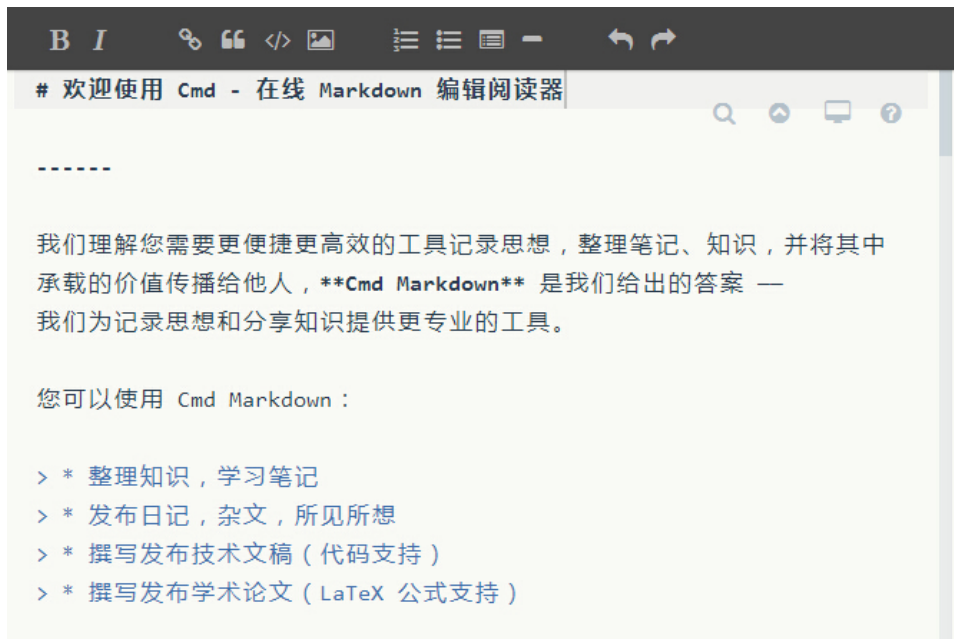 B I </>
# 欢迎使用 Cmd - 在线 Markdown 编辑阅读器
------
我们理解您需要更便捷更高效的工具记录思想，整理笔记、知识，并将其中
承载的价值传播给他人，**Cmd Markdown** 是我们给出的答案 ——
我们为记录思想和分享知识提供更专业的工具。
您可以使用 Cmd Markdown：
> * 整理知识，学习笔记
> * 发布日记，杂文，所见所想
> * 撰写发布技术文稿（代码支持）
> * 撰写发布学术论文（LaTeX 公式支持）